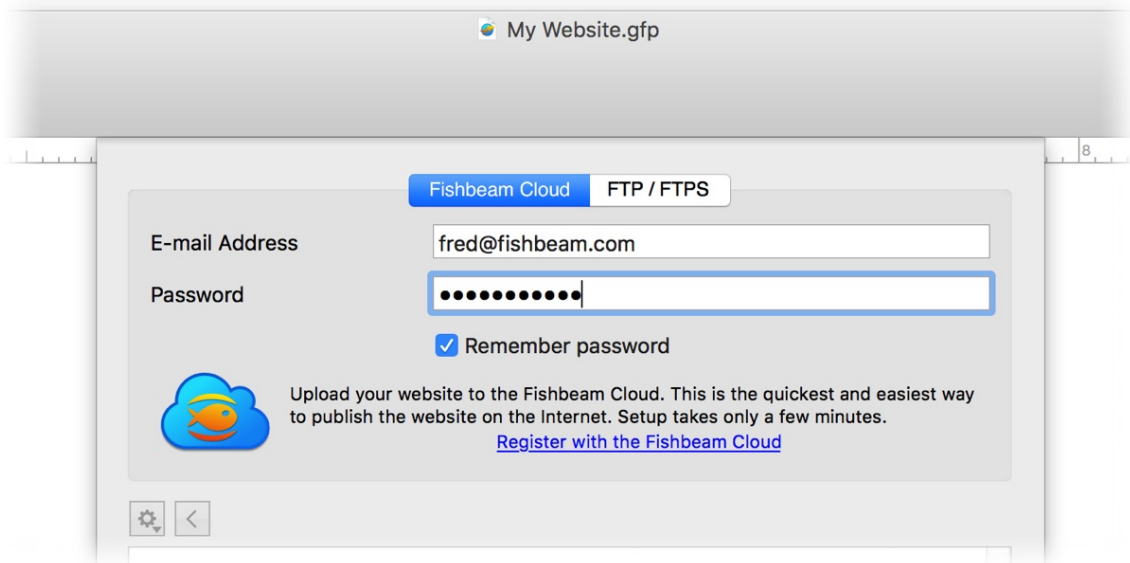 My Website.gfp
8
Fishbeam Cloud FTP / FTPS
E-mail Address fred@fishbeam.com
Password •••••••••••
Remember password
Upload your website to the Fishbeam Cloud. This is the quickest and easiest way
to publish the website on the Internet. Setup takes only a few minutes.
Register with the Fishbeam Cloud